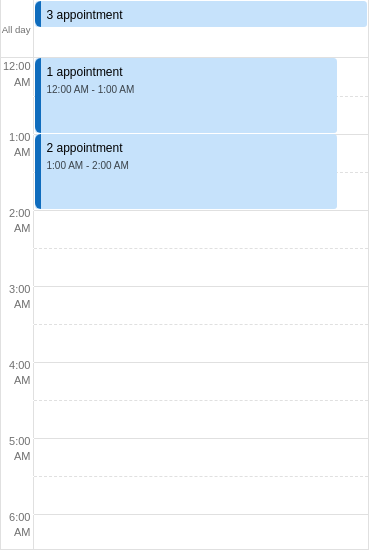 3 appointment
All day
12:00
AM
1 appointment
12:00 AM - 1:00 AM
1:00
AM
2 appointment
1:00 AM - 2:00 AM
2:00
AM
3:00
AM
4:00
AM
5:00
AM
6:00
AM